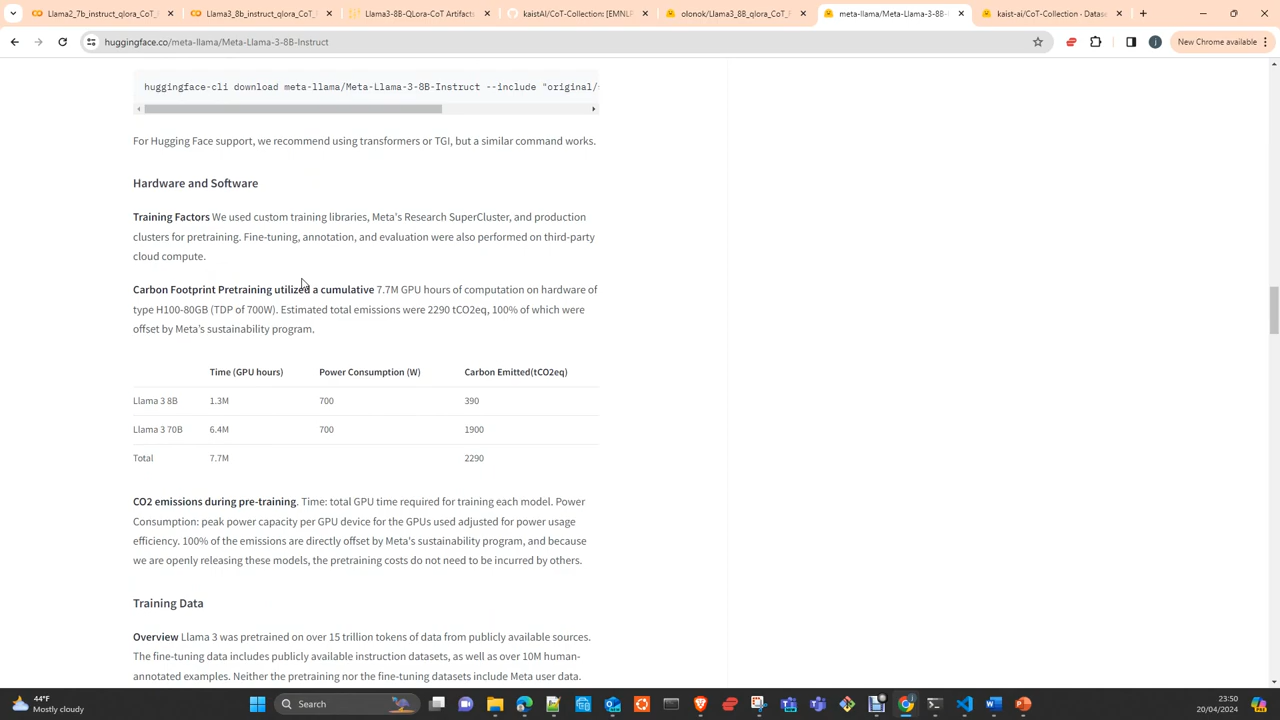 Llama2_7b_instruct_qlora_CoT_
Llama3_8b_instruct_qlora_CoT_
Llama3-8B-QLora-CoT Artifacts
kaistAI/CoT-Collection: [EMNLP
olonok/Llama3_8B_qlora_CoT_F
meta-llama/Meta-Llama-3-8B-
kaist-ai/CoT-Collection · Datase
huggingface.co/meta-llama/Meta-Llama-3-8B-Instruct
New Chrome available
huggingface-cli download meta-llama/Meta-Llama-3-8B-Instruct --include "original/
For Hugging Face support, we recommend using transformers or TGI, but a similar command works.
Hardware and Software
Training Factors We used custom training libraries, Meta's Research SuperCluster, and production
clusters for pretraining. Fine-tuning, annotation, and evaluation were also performed on third-party
cloud compute.
Carbon Footprint Pretraining utilized a cumulative 7.7M GPU hours of computation on hardware of
type H100-80GB (TDP of 700W). Estimated total emissions were 2290 tCO2eq, 100% of which were
offset by Meta's sustainability program.
Time (GPU hours) Power Consumption (W) Carbon Emitted(tCO2eq)
Llama 3 8B 1.3M 700 390
Llama 3 70B 6.4M 700 1900
Total 7.7M 2290
CO2 emissions during pre-training. Time: total GPU time required for training each model. Power
Consumption: peak power capacity per GPU device for the GPUs used adjusted for power usage
efficiency. 100% of the emissions are directly offset by Meta's sustainability program, and because
we are openly releasing these models, the pretraining costs do not need to be incurred by others.
Training Data
Overview Llama 3 was pretrained on over 15 trillion tokens of data from publicly available sources.
The fine-tuning data includes publicly available instruction datasets, as well as over 10M human-
annotated examples. Neither the pretraining nor the fine-tuning datasets include Meta user data.
44°F
Mostly cloudy
Search
23:50
20/04/2024